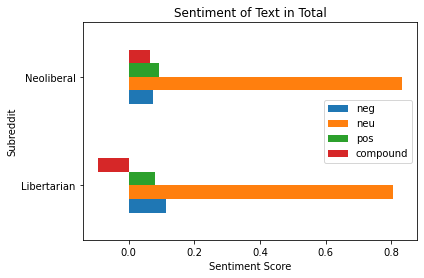 Sentiment of Text in Total
Subreddit
Neoliberal
Libertarian
neg
neu
pos
compound
0.0 0.2 0.4 0.6 0.8
Sentiment Score